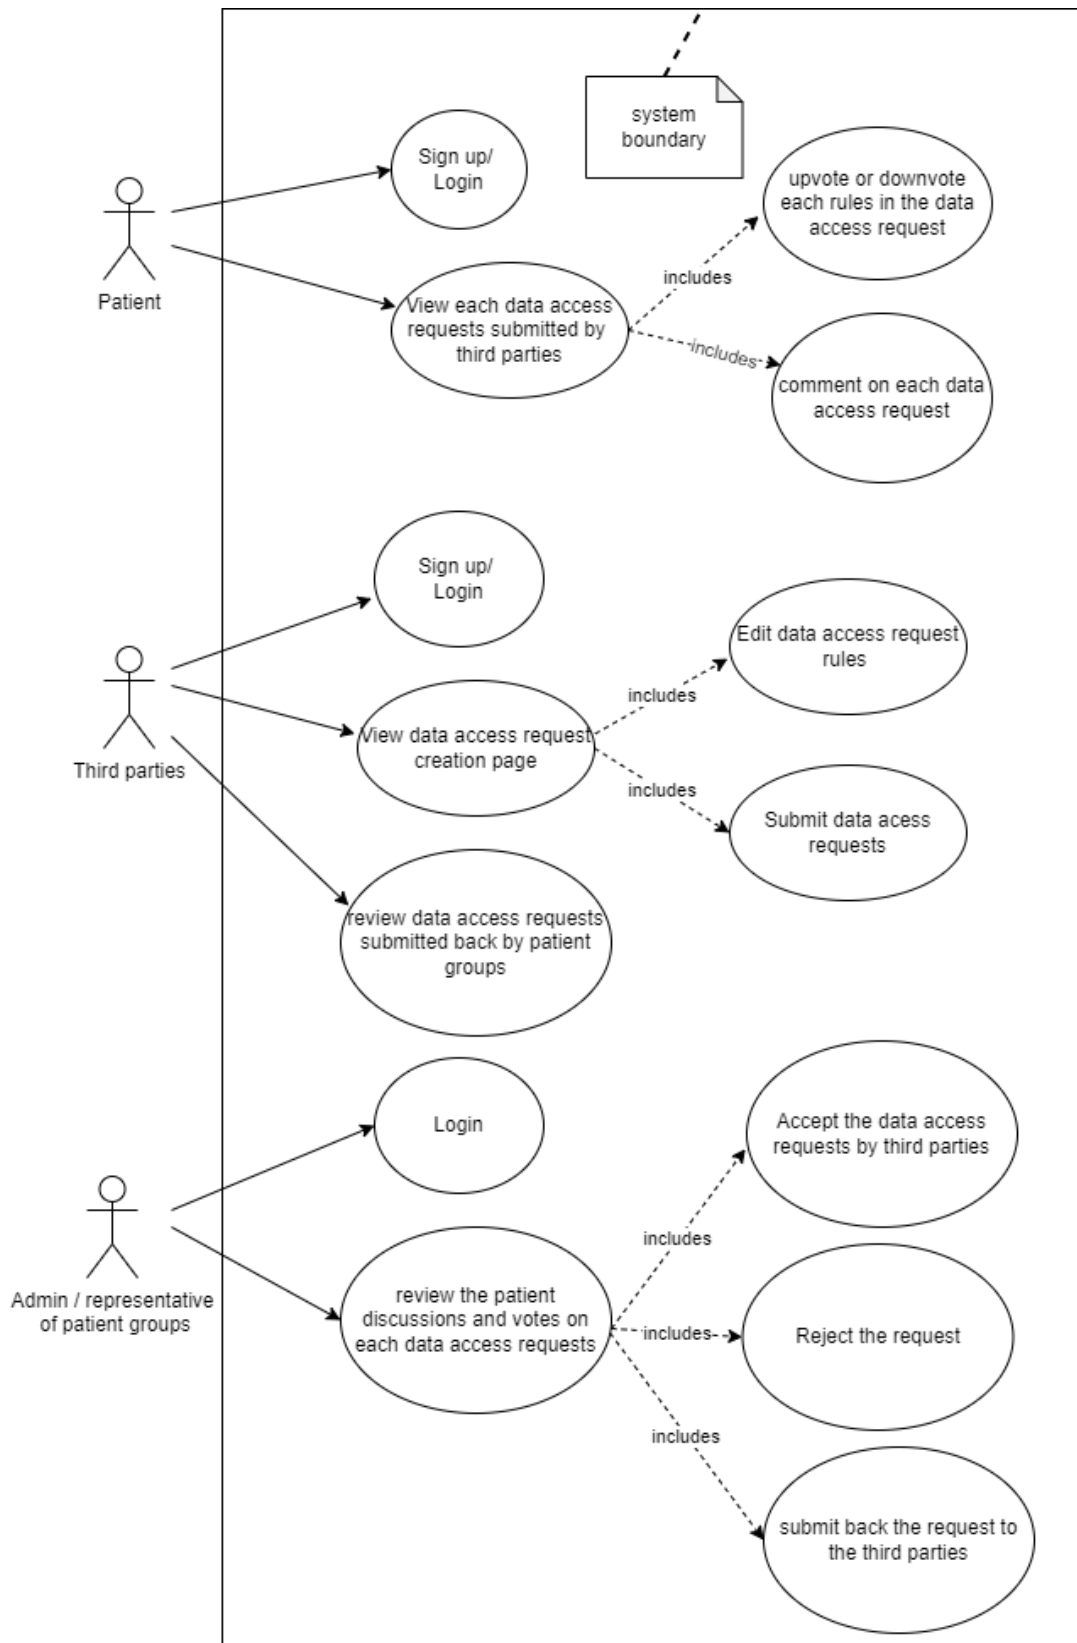 system
boundary
Sign up/
Login
upvote or downvote
each rules in the data
access request
includes
Patient
View each data access
requests submitted by
third parties
includes
comment on each data
access request
Sign up/
Login
Edit data access request
rules
includes
Third parties
View data access request
creation page
includes
Submit data acess
requests
review data access requests
submitted back by patient
groups
Login
Accept the data access
requests by third parties
includes
Admin / representative
of patient groups
review the patient
discussions and votes on
each data access requests
includes
Reject the request
includes
submit back the request to
the third parties